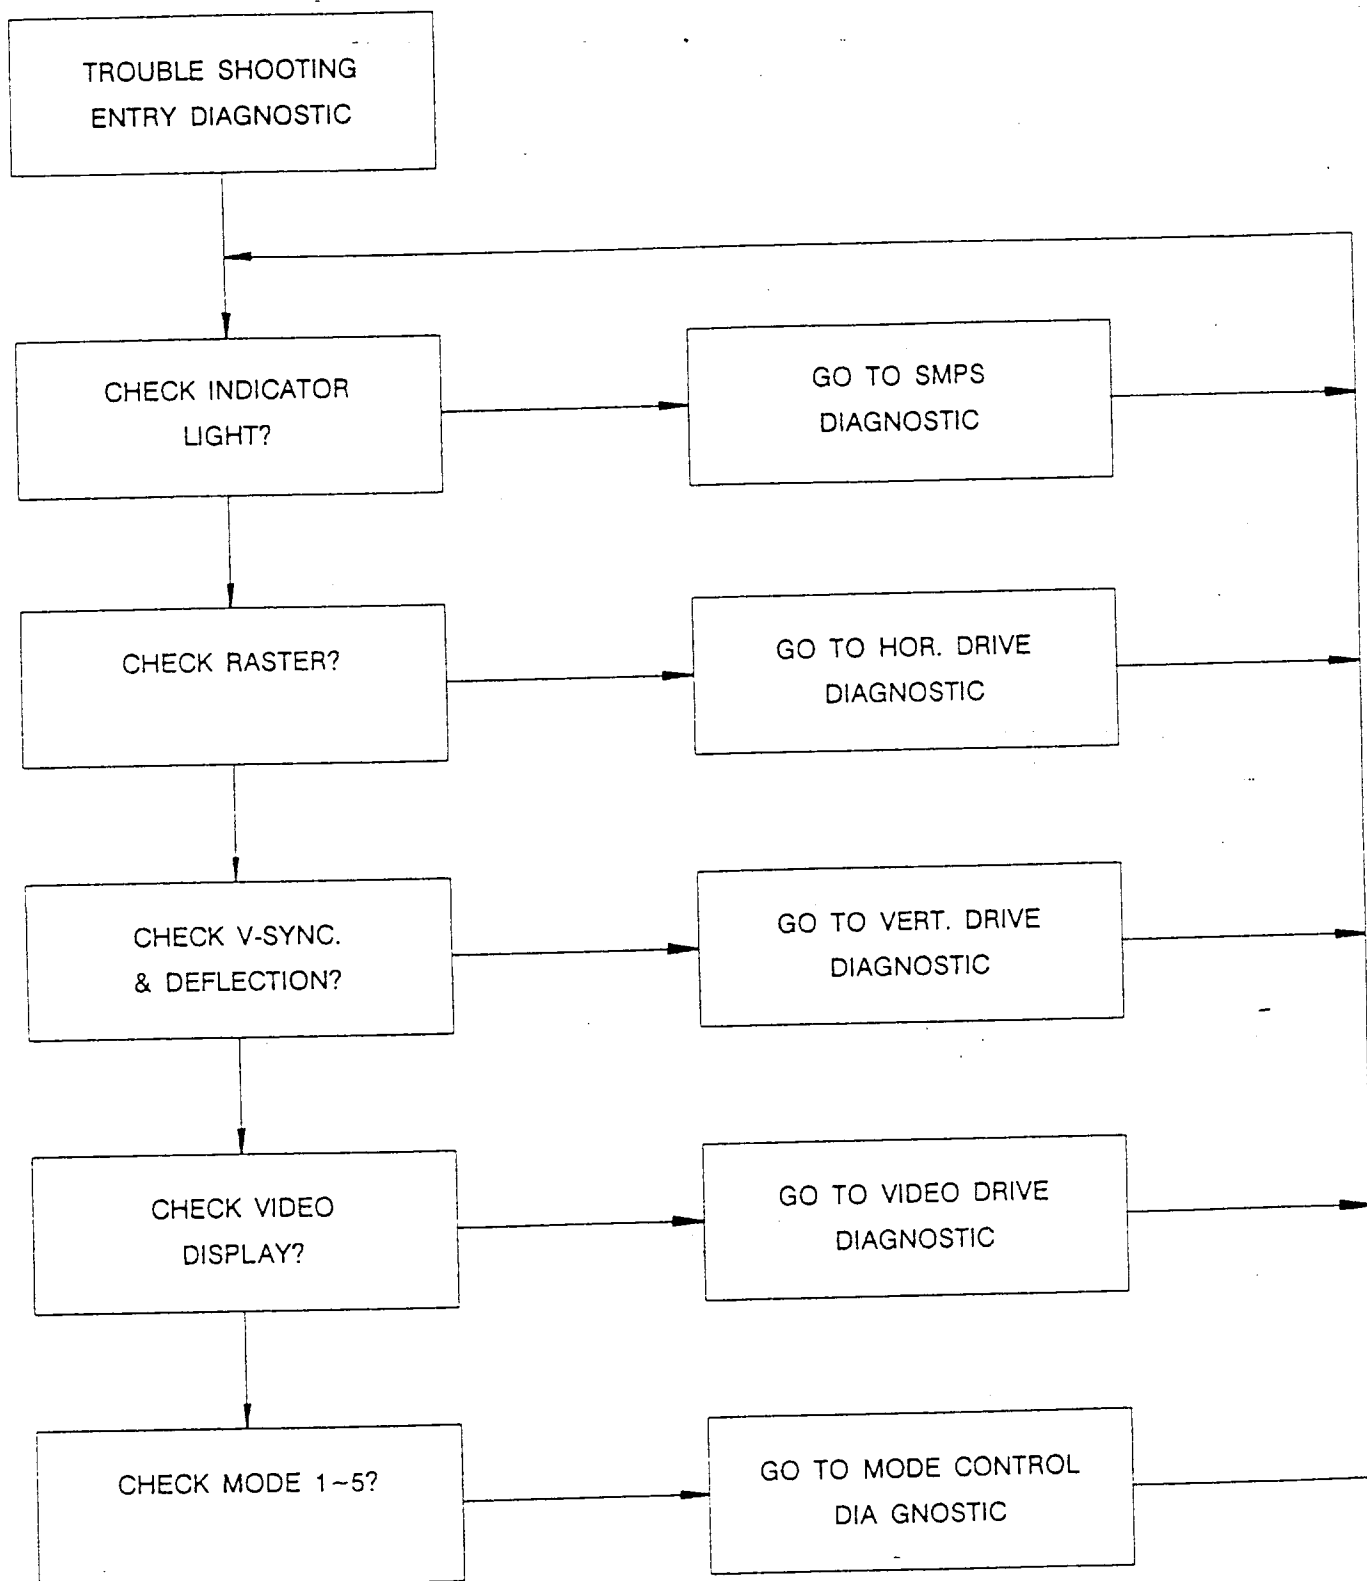 TROUBLE SHOOTING
ENTRY DIAGNOSTIC
CHECK INDICATOR
LIGHT?
GO TO SMPS
DIAGNOSTIC
CHECK RASTER?
GO TO HOR. DRIVE
DIAGNOSTIC
CHECK V-SYNC.
& DEFLECTION?
GO TO VERT. DRIVE
DIAGNOSTIC
CHECK VIDEO
DISPLAY?
GO TO VIDEO DRIVE
DIAGNOSTIC
CHECK MODE 1~5?
GO TO MODE CONTROL
DIA GNOSTIC